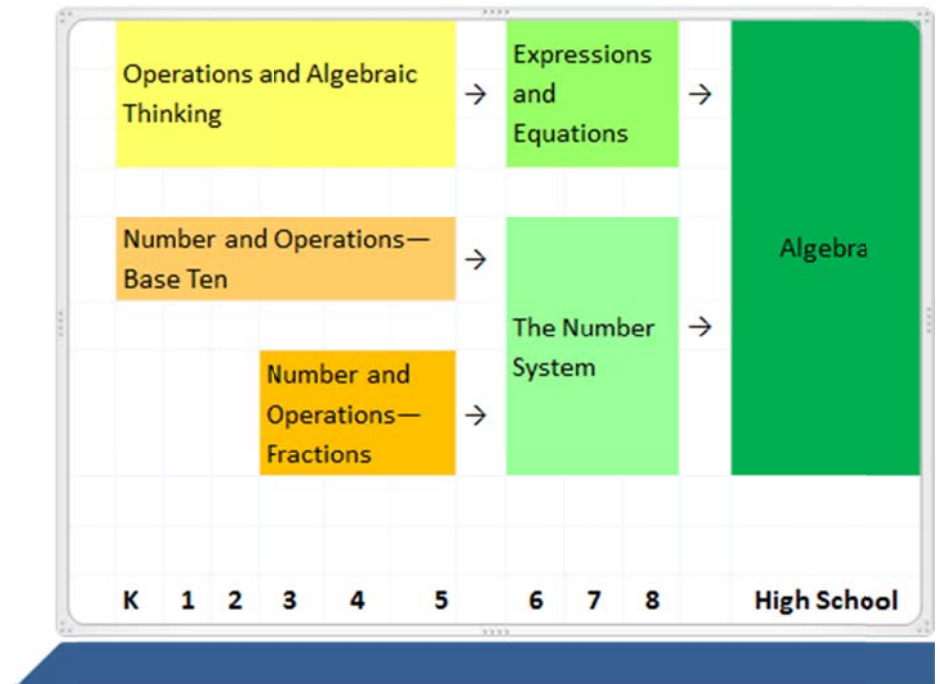 Operations and Algebraic
Thinking
→
Expressions
and
Equations
→
Number and Operations—
Base Ten
→
Number and
Operations—
Fractions
→
The Number
System
→
Algebra
K 1 2 3 4 5 6 7 8 High School